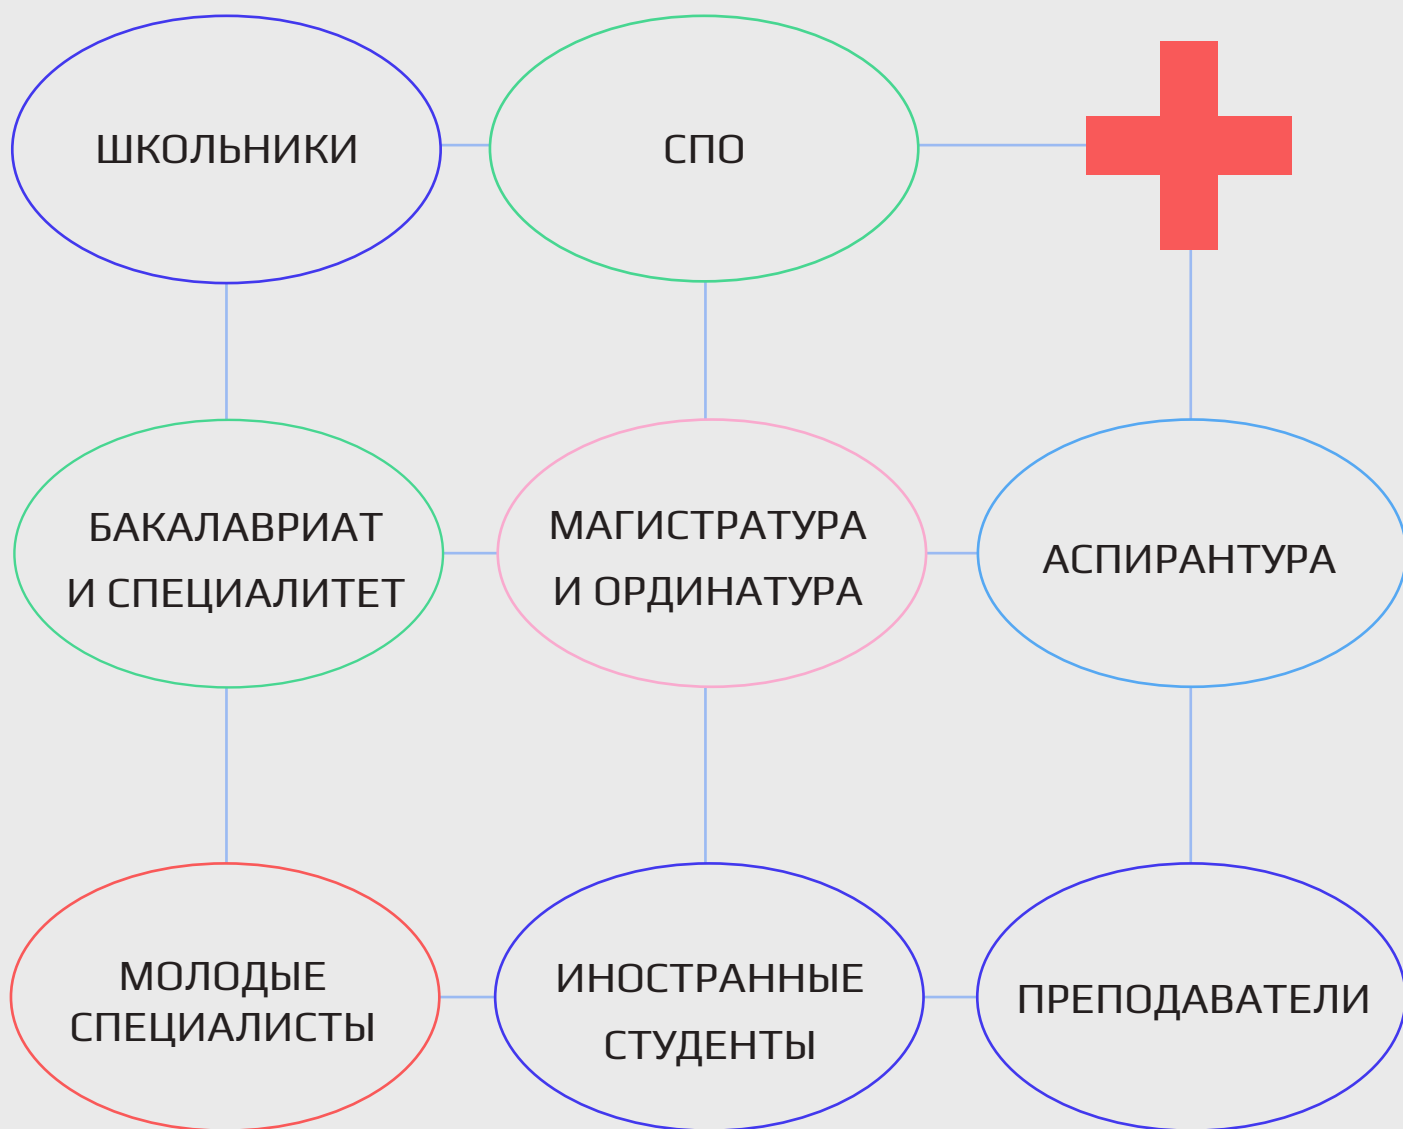 ШКОЛЬНИКИ
СПО
БАКАЛАВРИАТ
И СПЕЦИАЛИТЕТ
МАГИСТРАТУРА
И ОРДИНАТУРА
АСПИРАНТУРА
МОЛОДЫЕ
СПЕЦИАЛИСТЫ
ИНОСТРАННЫЕ
СТУДЕНТЫ
ПРЕПОДАВАТЕЛИ